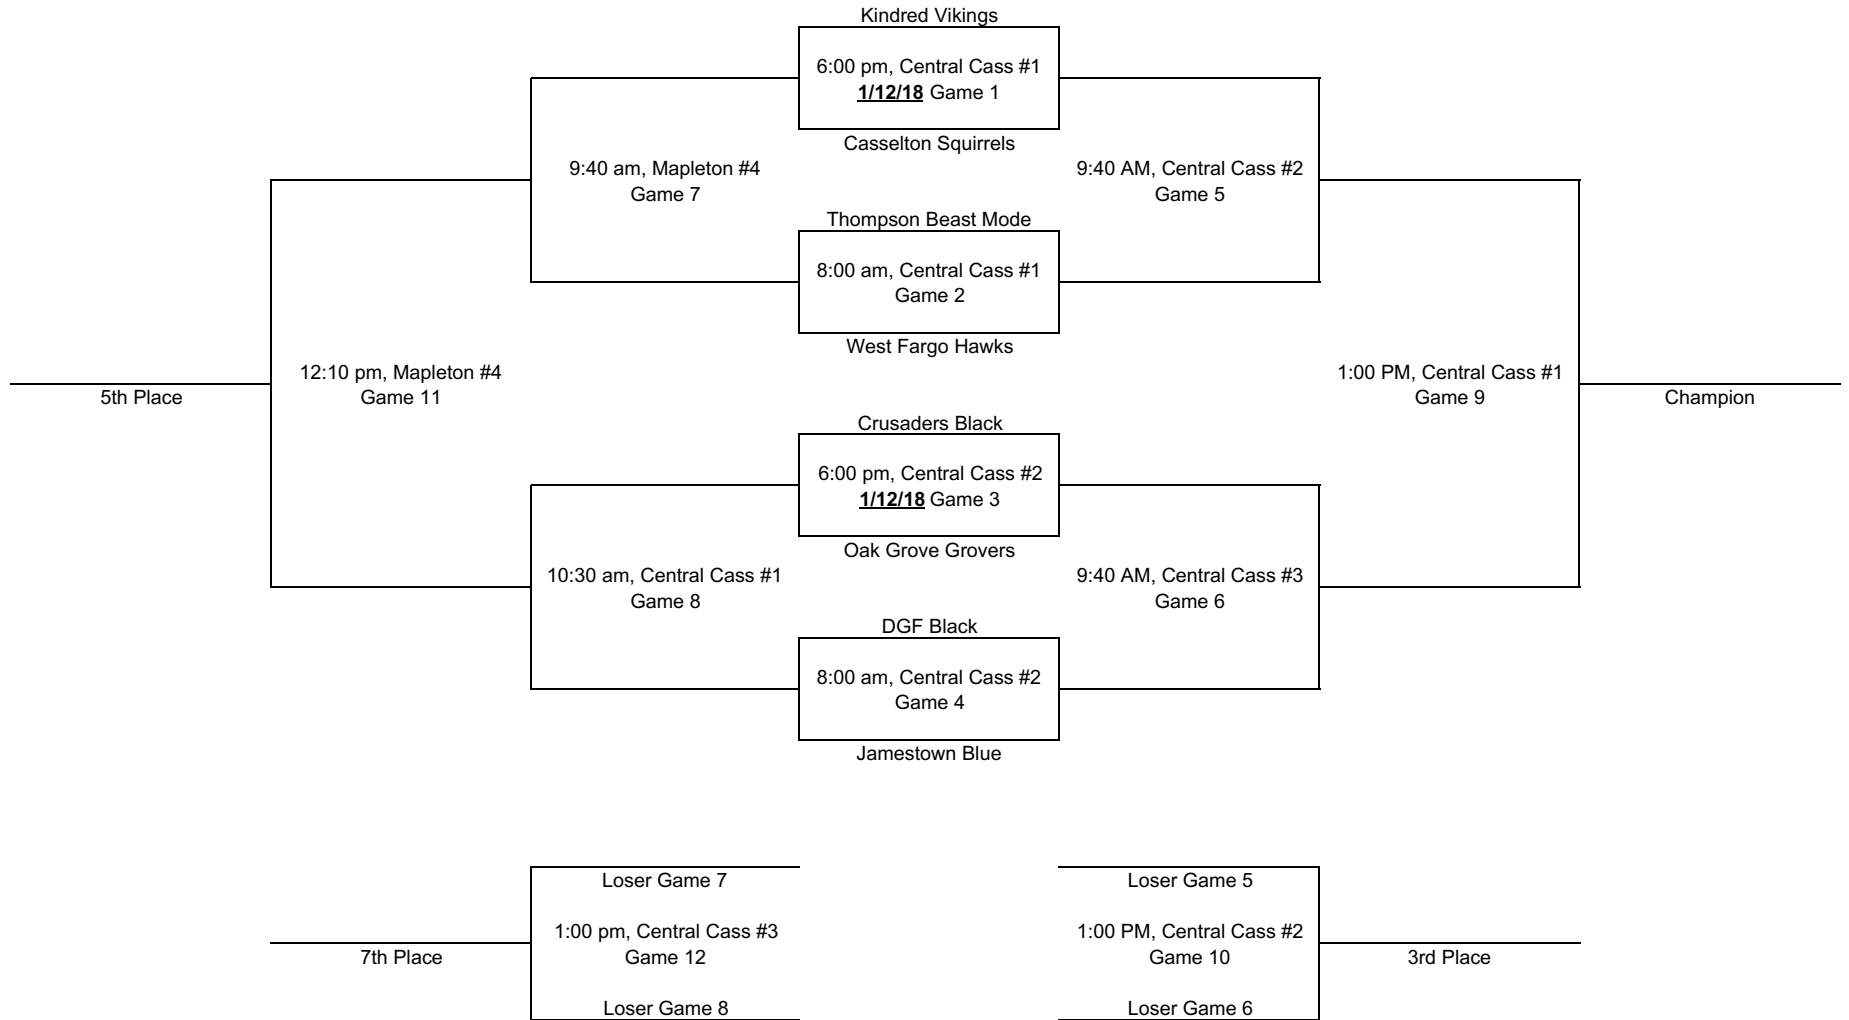 Kindred Vikings
6:00 pm, Central Cass #1
1/12/18 Game 1
Casselton Squirrels
9:40 am, Mapleton #4
Game 7
9:40 AM, Central Cass #2
Game 5
Thompson Beast Mode
8:00 am, Central Cass #1
Game 2
West Fargo Hawks
12:10 pm, Mapleton #4
Game 11
5th Place
1:00 PM, Central Cass #1
Game 9
Champion
Crusaders Black
6:00 pm, Central Cass #2
1/12/18 Game 3
Oak Grove Grovers
10:30 am, Central Cass #1
Game 8
9:40 AM, Central Cass #3
Game 6
DGF Black
8:00 am, Central Cass #2
Game 4
Jamestown Blue
Loser Game 7
1:00 pm, Central Cass #3
Game 12
7th Place
Loser Game 8
Loser Game 5
1:00 PM, Central Cass #2
Game 10
3rd Place
Loser Game 6